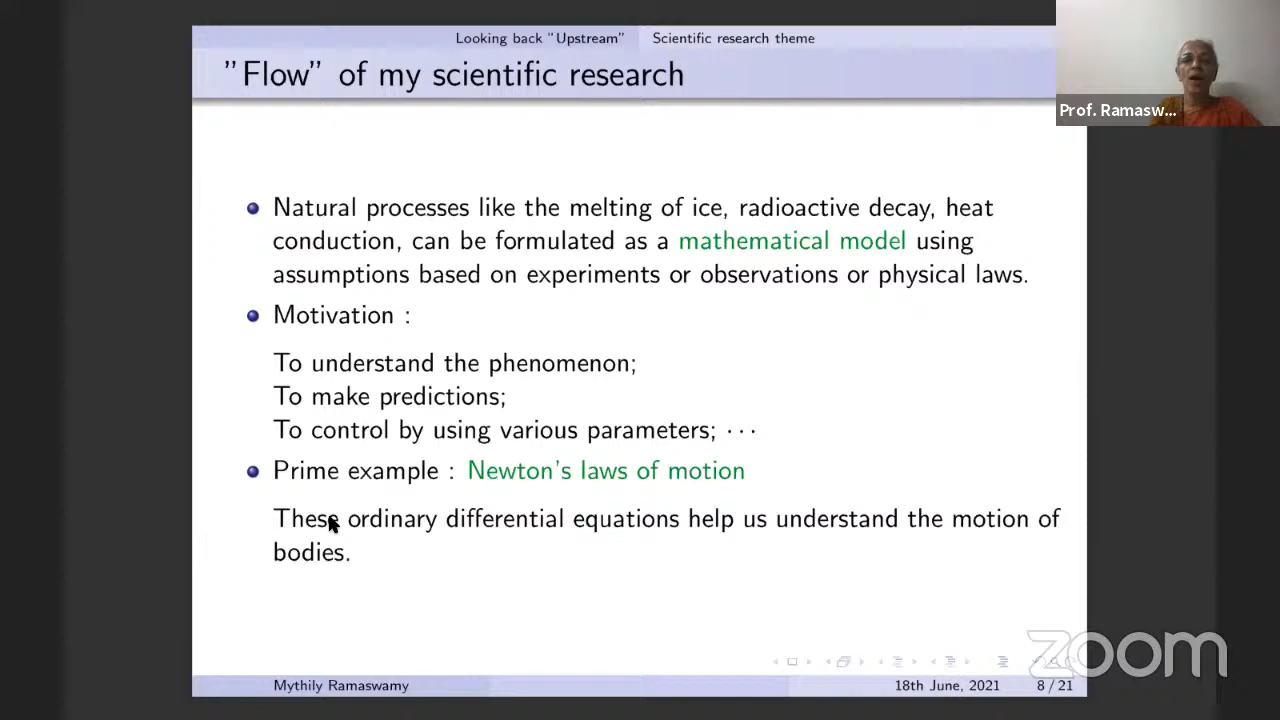 Looking back "Upstream" Scientific research theme
"Flow" of my scientific research
Prof. Ramasw...
Natural processes like the melting of ice, radioactive decay, heat
conduction, can be formulated as a mathematical model using
assumptions based on experiments or observations or physical laws.
Motivation :
To understand the phenomenon;
To make predictions;
To control by using various parameters; ···
Prime example : Newton's laws of motion
These ordinary differential equations help us understand the motion of
bodies.
zoom
Mythily Ramaswamy 18th June, 2021 8 / 21